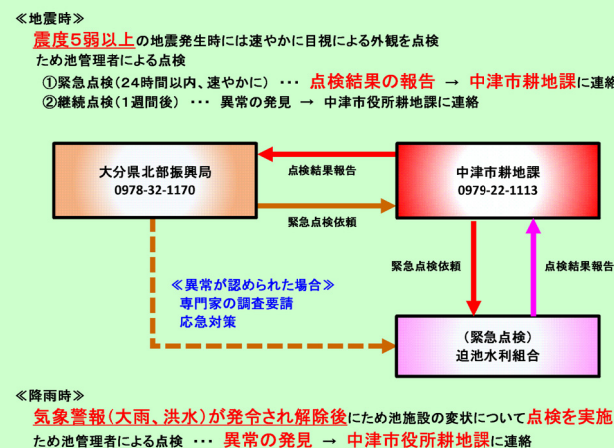 ≪地震時≫
震度5弱以上の地震発生時には速やかに目視による外観を点検
ため池管理者による点検
①緊急点検(24時間以内、速やかに) ･･･ 点検結果の報告 → 中津市耕地課に連絡
②継続点検(1週間後) ･･･ 異常の発見 → 中津市役所耕地課に連絡
大分県北部振興局
0978-32-1170
点検結果報告
中津市耕地課
0979-22-1113
緊急点検依頼
緊急点検依頼
点検結果報告
≪異常が認められた場合≫
専門家の調査要請
応急対策
(緊急点検)
迫池水利組合
≪降雨時≫
気象警報(大雨、洪水)が発令され解除後にため池施設の変状について点検を実施
ため池管理者による点検 ･･･ 異常の発見 → 中津市役所耕地課に連絡